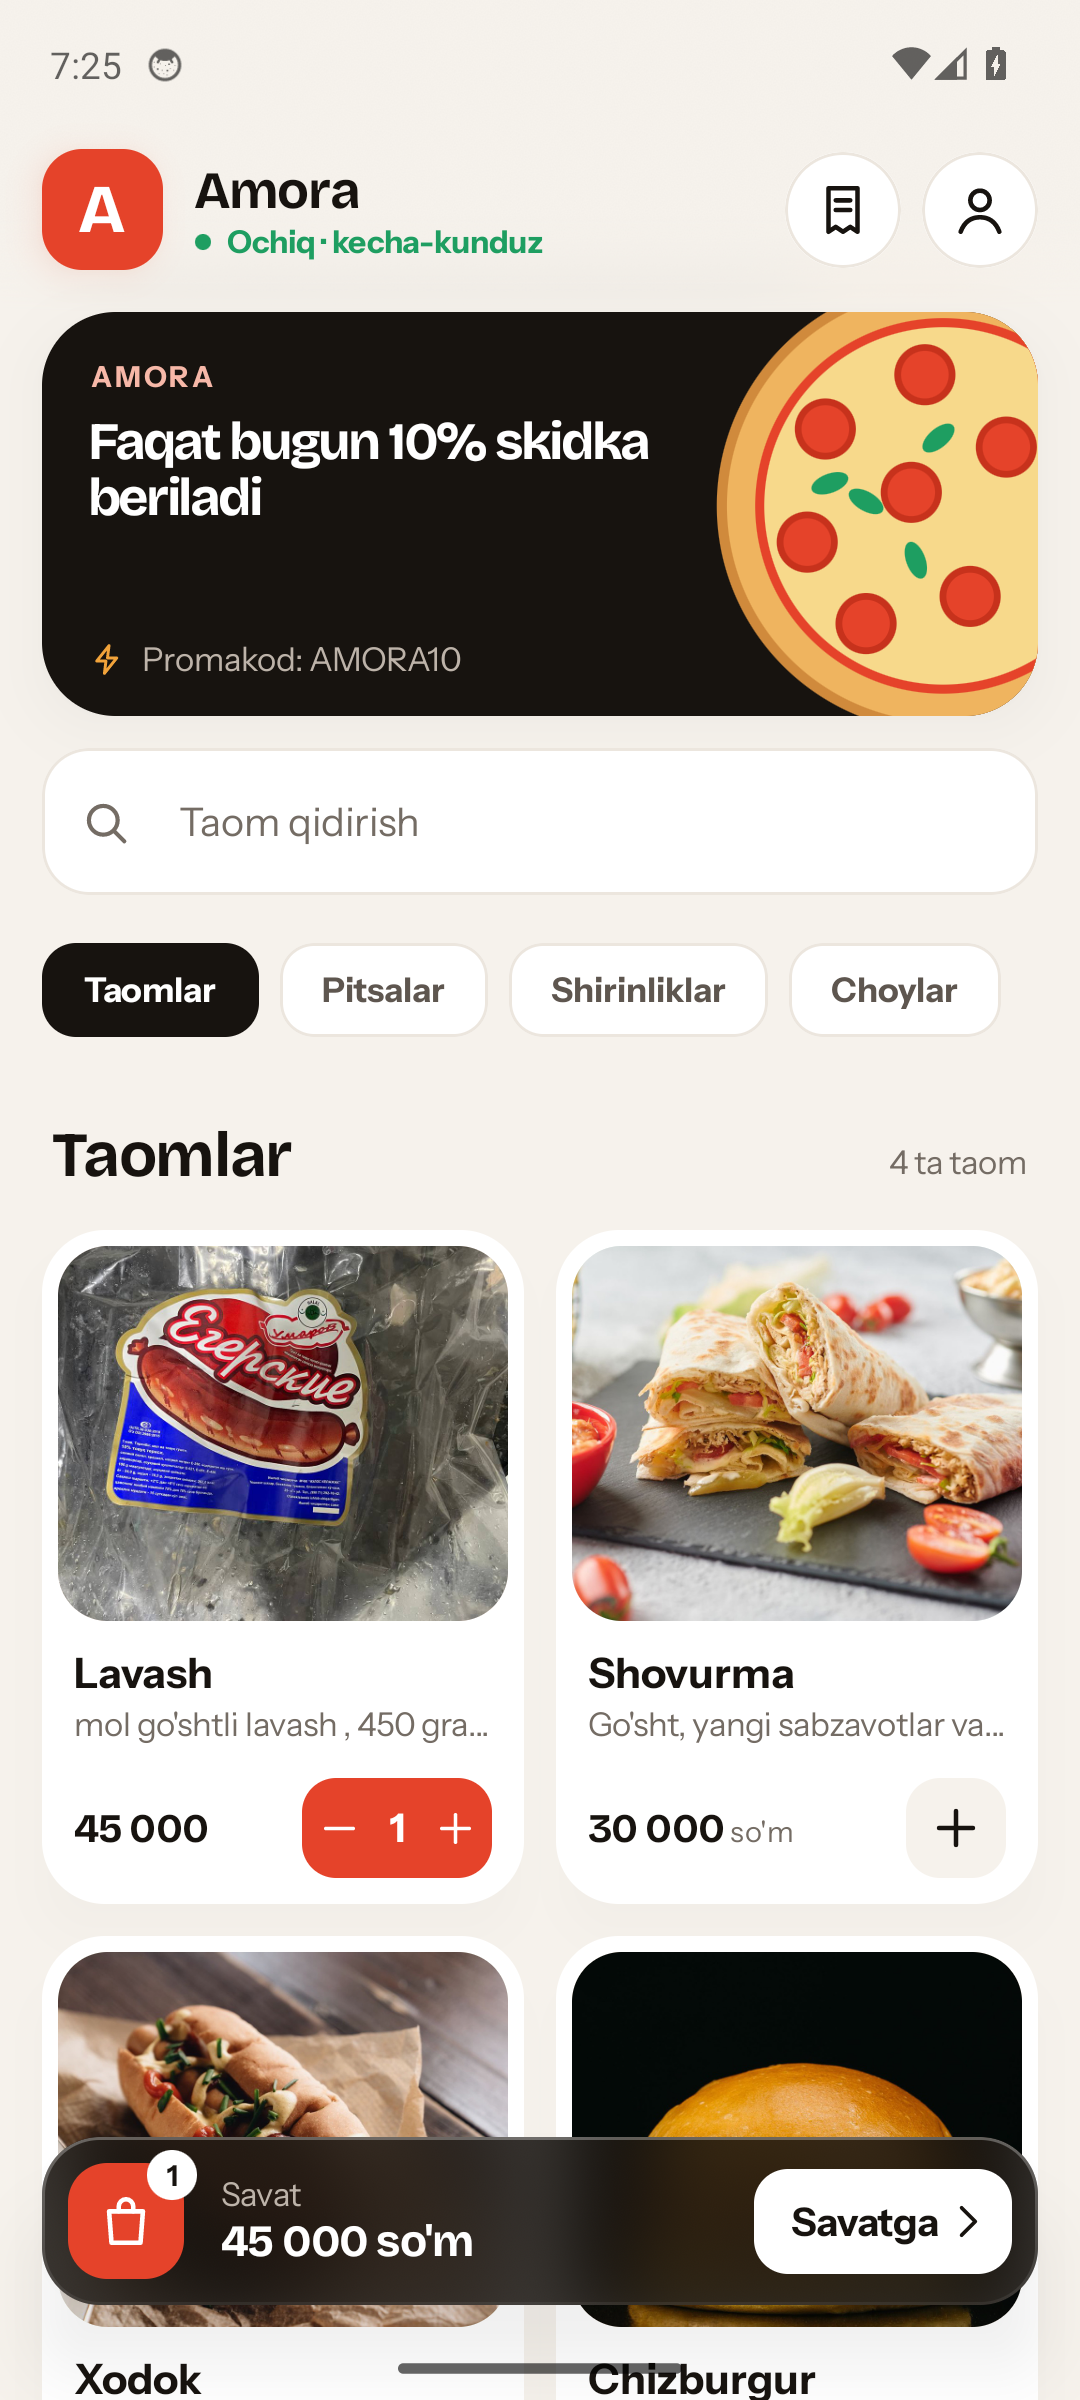 7:25
A
Amora
Ochiq · kecha-kunduz
AMORA
Faqat bugun 10% skidka
beriladi
Promakod: AMORA10
Taom qidirish
Taomlar
Pitsalar
Shirinliklar
Choylar
Taomlar
4 ta taom
Умаров
Егерские
Lavash
mol go'shtli lavash , 450 gra...
45 000
1
Shovurma
Go'sht, yangi sabzavotlar va...
30 000 so'm
1
Savat
45 000 so'm
Savatga
Xodok
Chizburgur